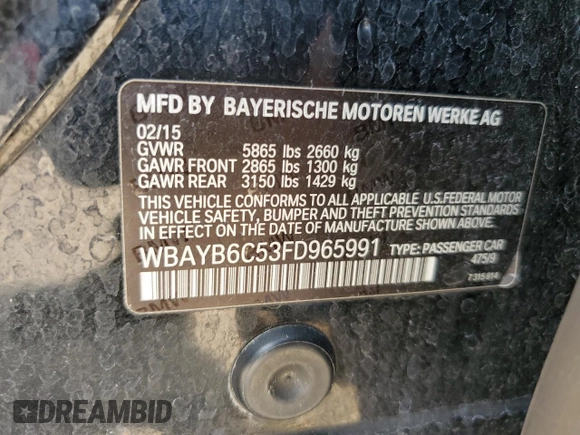 MFD BY BAYERISCHE MOTOREN WERKE AG
02/15
GVWR 5865 lbs 2660 kg
GAWR FRONT 2865 lbs 1300 kg
GAWR REAR 3150 lbs 1429 kg
THIS VEHICLE CONFORMS TO ALL APPLICABLE U.S.FEDERAL MOTOR
VEHICLE SAFETY, BUMPER AND THEFT PREVENTION STANDARDS
IN EFFECT ON THE DATE OF MANUFACTURE SHOWN ABOVE.
WBAYB6C53FD965991 TYPE: PASSENGER CAR
475/9
7315814
DREAMBID